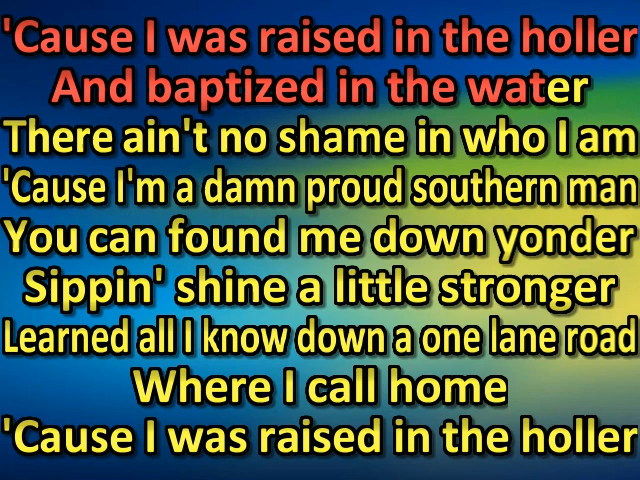 'Cause I was raised in the holler
And baptized in the water
There ain't no shame in who I am
'Cause I'm a damn proud southern man
You can found me down yonder
Sippin' shine a little stronger
Learned all I know down a one lane road
Where I call home
'Cause I was raised in the holler